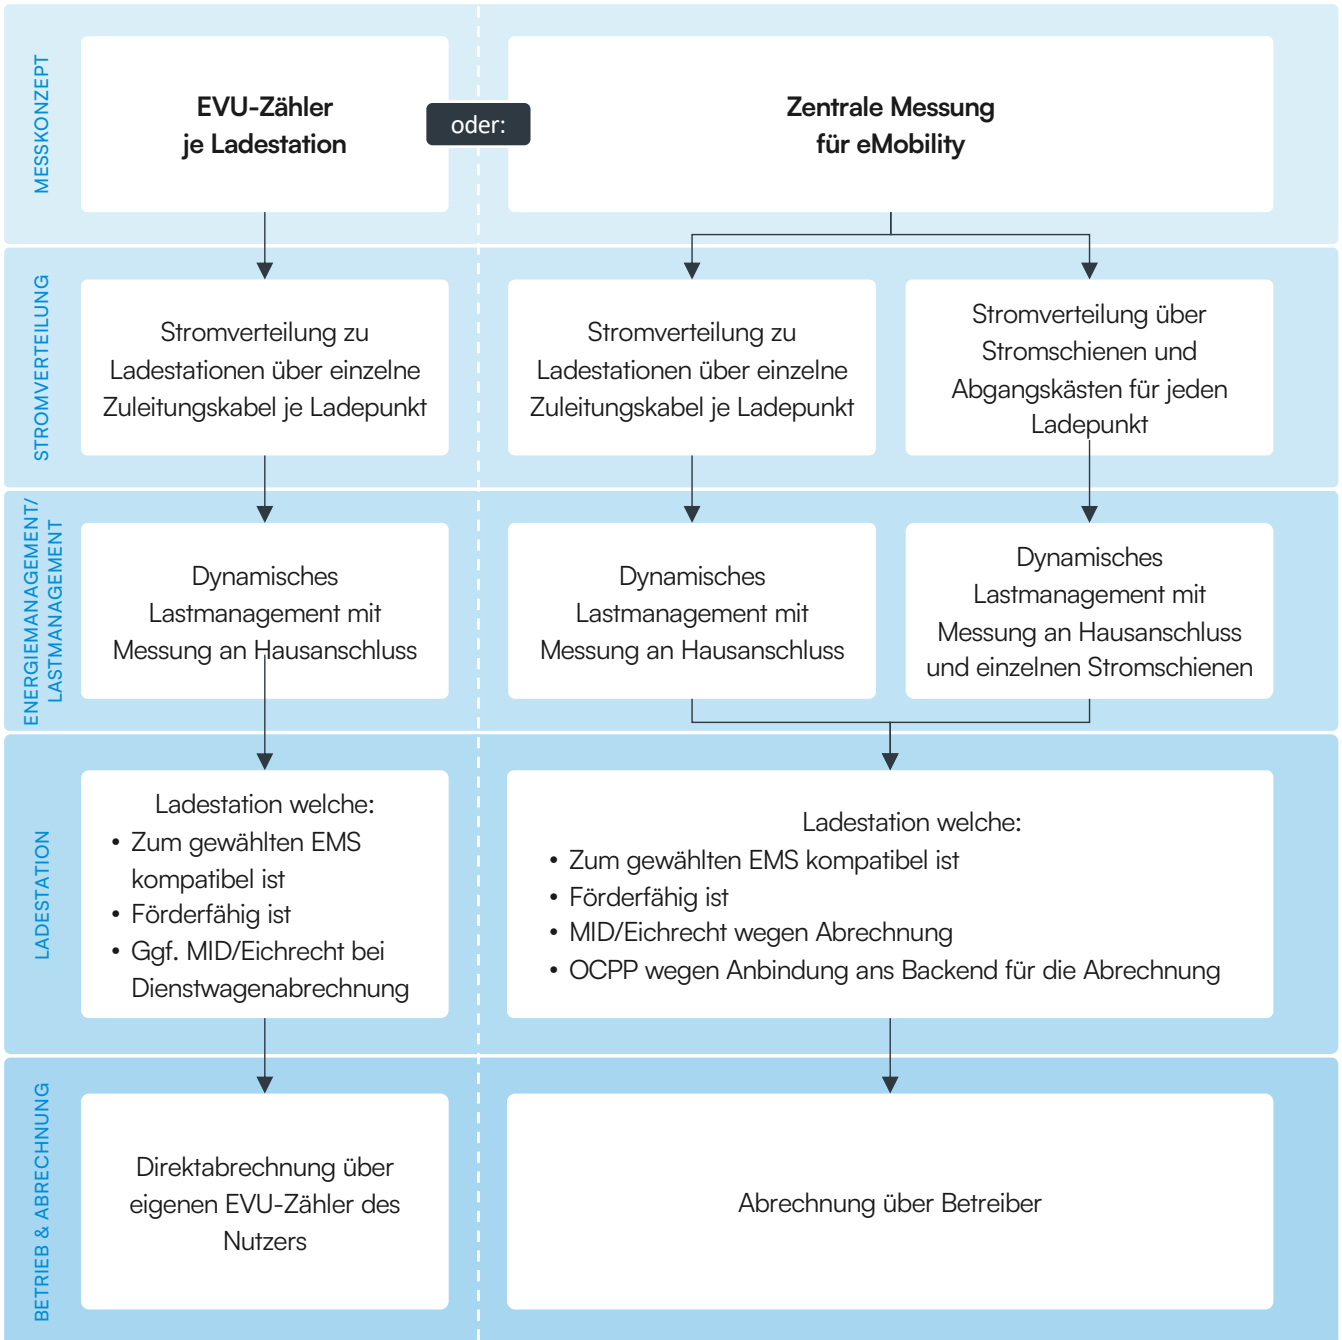 MESSKONZEPT
EVU-Zähler
je Ladestation
oder:
Zentrale Messung
für eMobility
STROMVERTEILUNG
Stromverteilung zu
Ladestationen über einzelne
Zuleitungskabel je Ladepunkt
Stromverteilung zu
Ladestationen über einzelne
Zuleitungskabel je Ladepunkt
Stromverteilung über
Stromschienen und
Abgangskästen für jeden
Ladepunkt
ENERGIEMANAGEMENT/
LASTMANAGEMENT
Dynamisches
Lastmanagement mit
Messung an Hausanschluss
Dynamisches
Lastmanagement mit
Messung an Hausanschluss
Dynamisches
Lastmanagement mit
Messung an Hausanschluss
und einzelnen Stromschienen
LADESTATION
Ladestation welche:
• Zum gewählten EMS
kompatibel ist
• Förderfähig ist
• Ggf. MID/Eichrecht bei
Dienstwagenabrechnung
Ladestation welche:
• Zum gewählten EMS kompatibel ist
• Förderfähig ist
• MID/Eichrecht wegen Abrechnung
• OCPP wegen Anbindung ans Backend für die Abrechnung
BETRIEB & ABRECHNUNG
Direktabrechnung über
eigenen EVU-Zähler des
Nutzers
Abrechnung über Betreiber